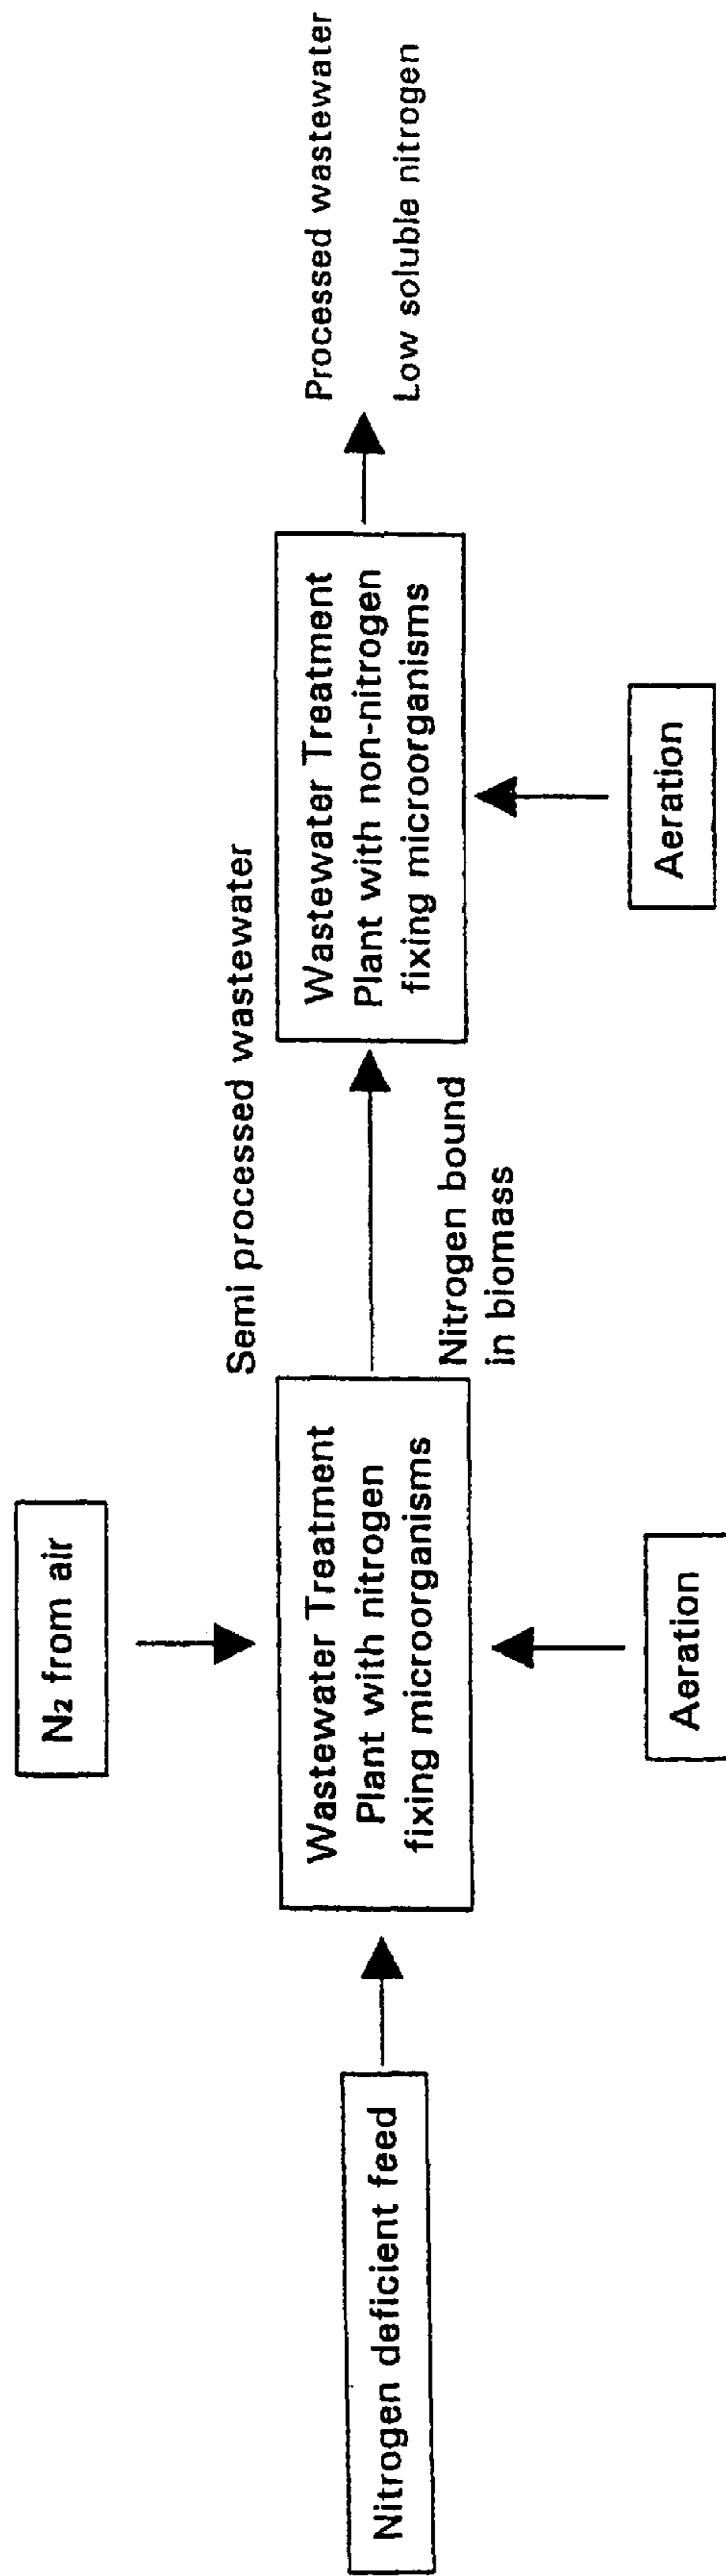 N₂ from air
Semi processed wastewater
Nitrogen deficient feed
Wastewater Treatment
Plant with nitrogen
fixing microorganisms
Nitrogen bound
in biomass
Wastewater Treatment
Plant with non-nitrogen
fixing microorganisms
Processed wastewater
Low soluble nitrogen
Aeration
Aeration